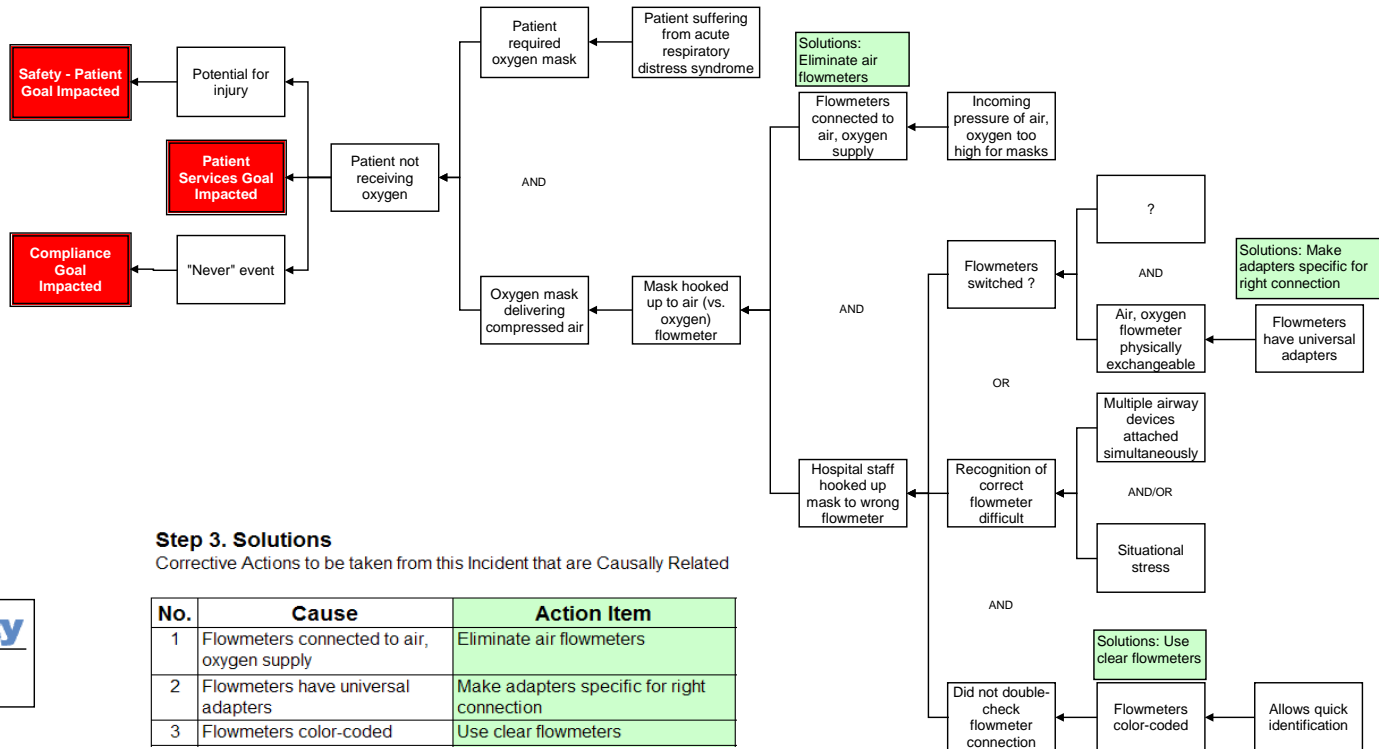 Safety - Patient
Goal Impacted
Potential for
injury
Patient
Services Goal
Impacted
Compliance
Goal
Impacted
"Never" event
Patient not
receiving
oxygen
Patient
required
oxygen mask
Patient suffering
from acute
respiratory
distress syndrome
AND
Oxygen mask
delivering
compressed air
Mask hooked
up to air (vs.
oxygen)
flowmeter
Solutions:
Eliminate air
flowmeters
Flowmeters
connected to
air, oxygen
supply
Incoming
pressure of air,
oxygen too
high for masks
AND
Hospital staff
hooked up
mask to wrong
flowmeter
Flowmeters
switched ?
?
AND
Solutions: Make
adapters specific for
right connection
Air, oxygen
flowmeter
physically
exchangeable
Flowmeters
have universal
adapters
OR
Recognition of
correct
flowmeter
difficult
Multiple airway
devices
attached
simultaneously
AND/OR
Situational
stress
AND
Solutions: Use
clear flowmeters
Did not double-
check
flowmeter
connection
Flowmeters
color-coded
Allows quick
identification
Step 3. Solutions
Corrective Actions to be taken from this Incident that are Causally Related
No. Cause Action Item
1 Flowmeters connected to air, Eliminate air flowmeters
oxygen supply
2 Flowmeters have universal Make adapters specific for right
adapters connection
3 Flowmeters color-coded Use clear flowmeters